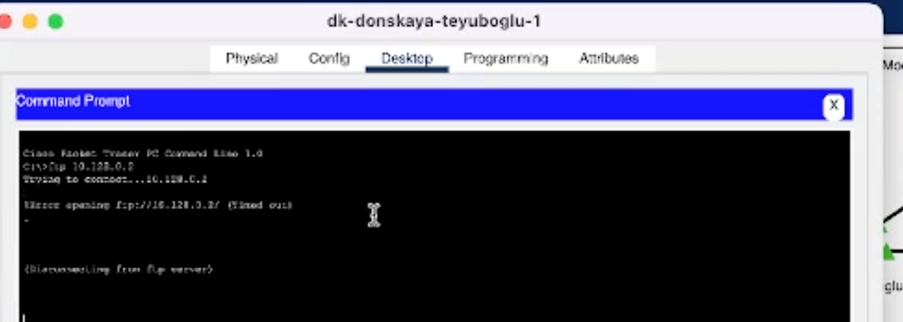 dk-donskaya-teyuboglu-1
Physical Config Desktop Programming Attributes
Command Prompt
X
Cisco Packet Tracer PC Command Line 1.0
C:\>ftp 10.128.0.2
Trying to connect...10.128.0.2
%Error opening ftp://10.128.0.2/ (Timed out)
(Disconnecting from ftp server)